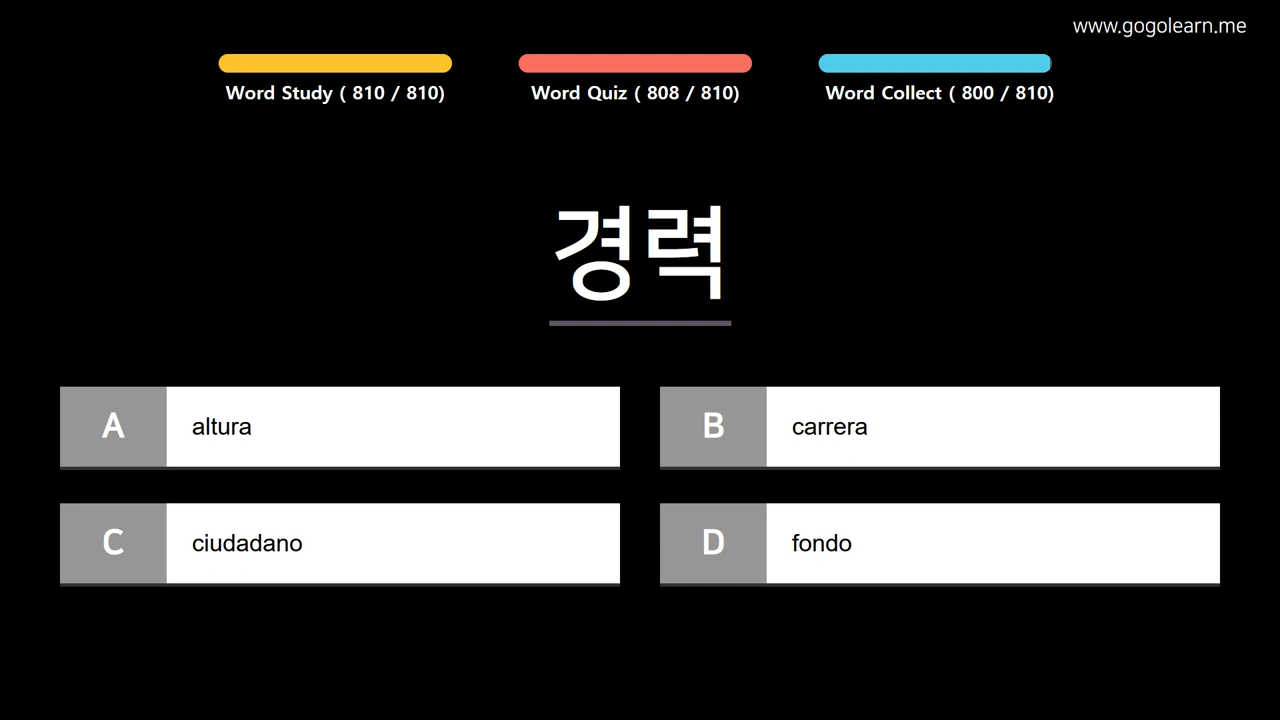 www.gogolearn.me
Word Study ( 810 / 810)
Word Quiz ( 808 / 810)
Word Collect ( 800 / 810)
경력
A altura
B carrera
C ciudadano
D fondo